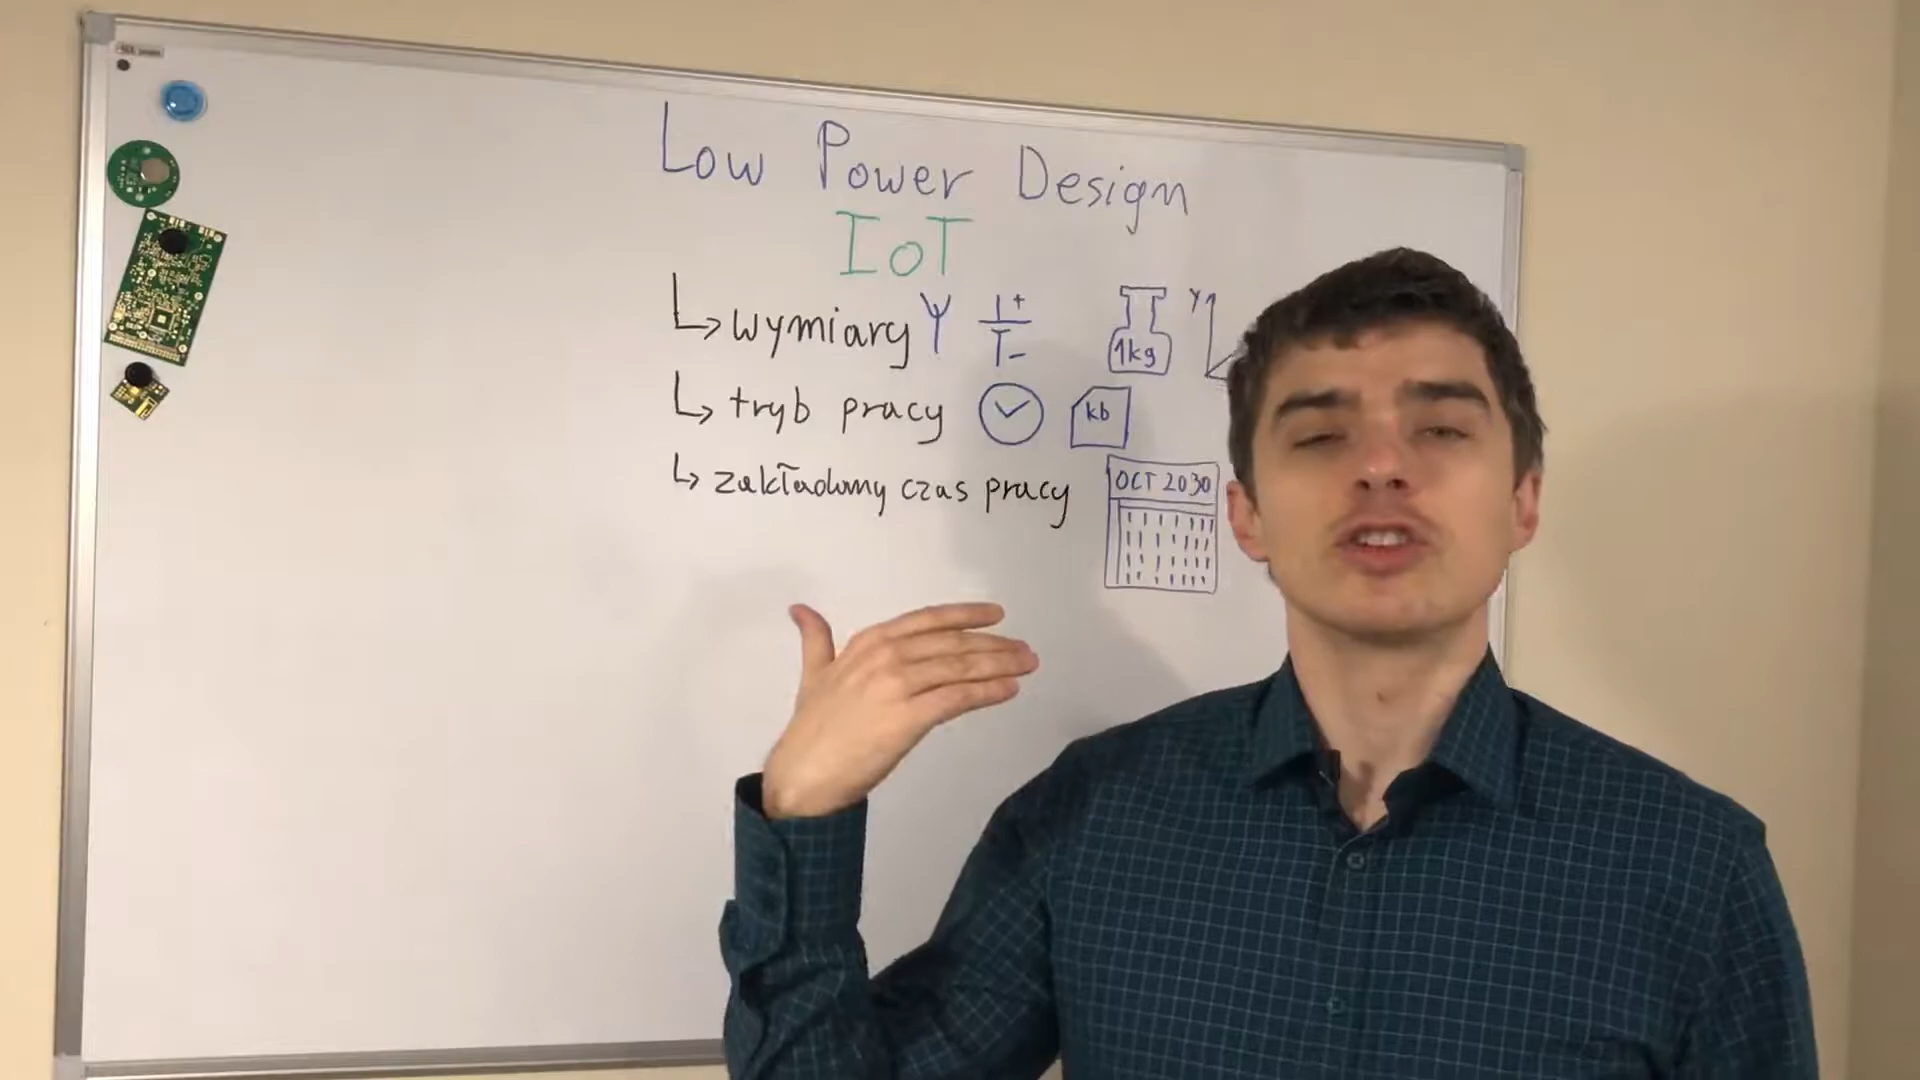 Low Power Design
IoT
wymiary + - 1kg Y
tryb pracy kb
zakładany czas pracy OCT 2030